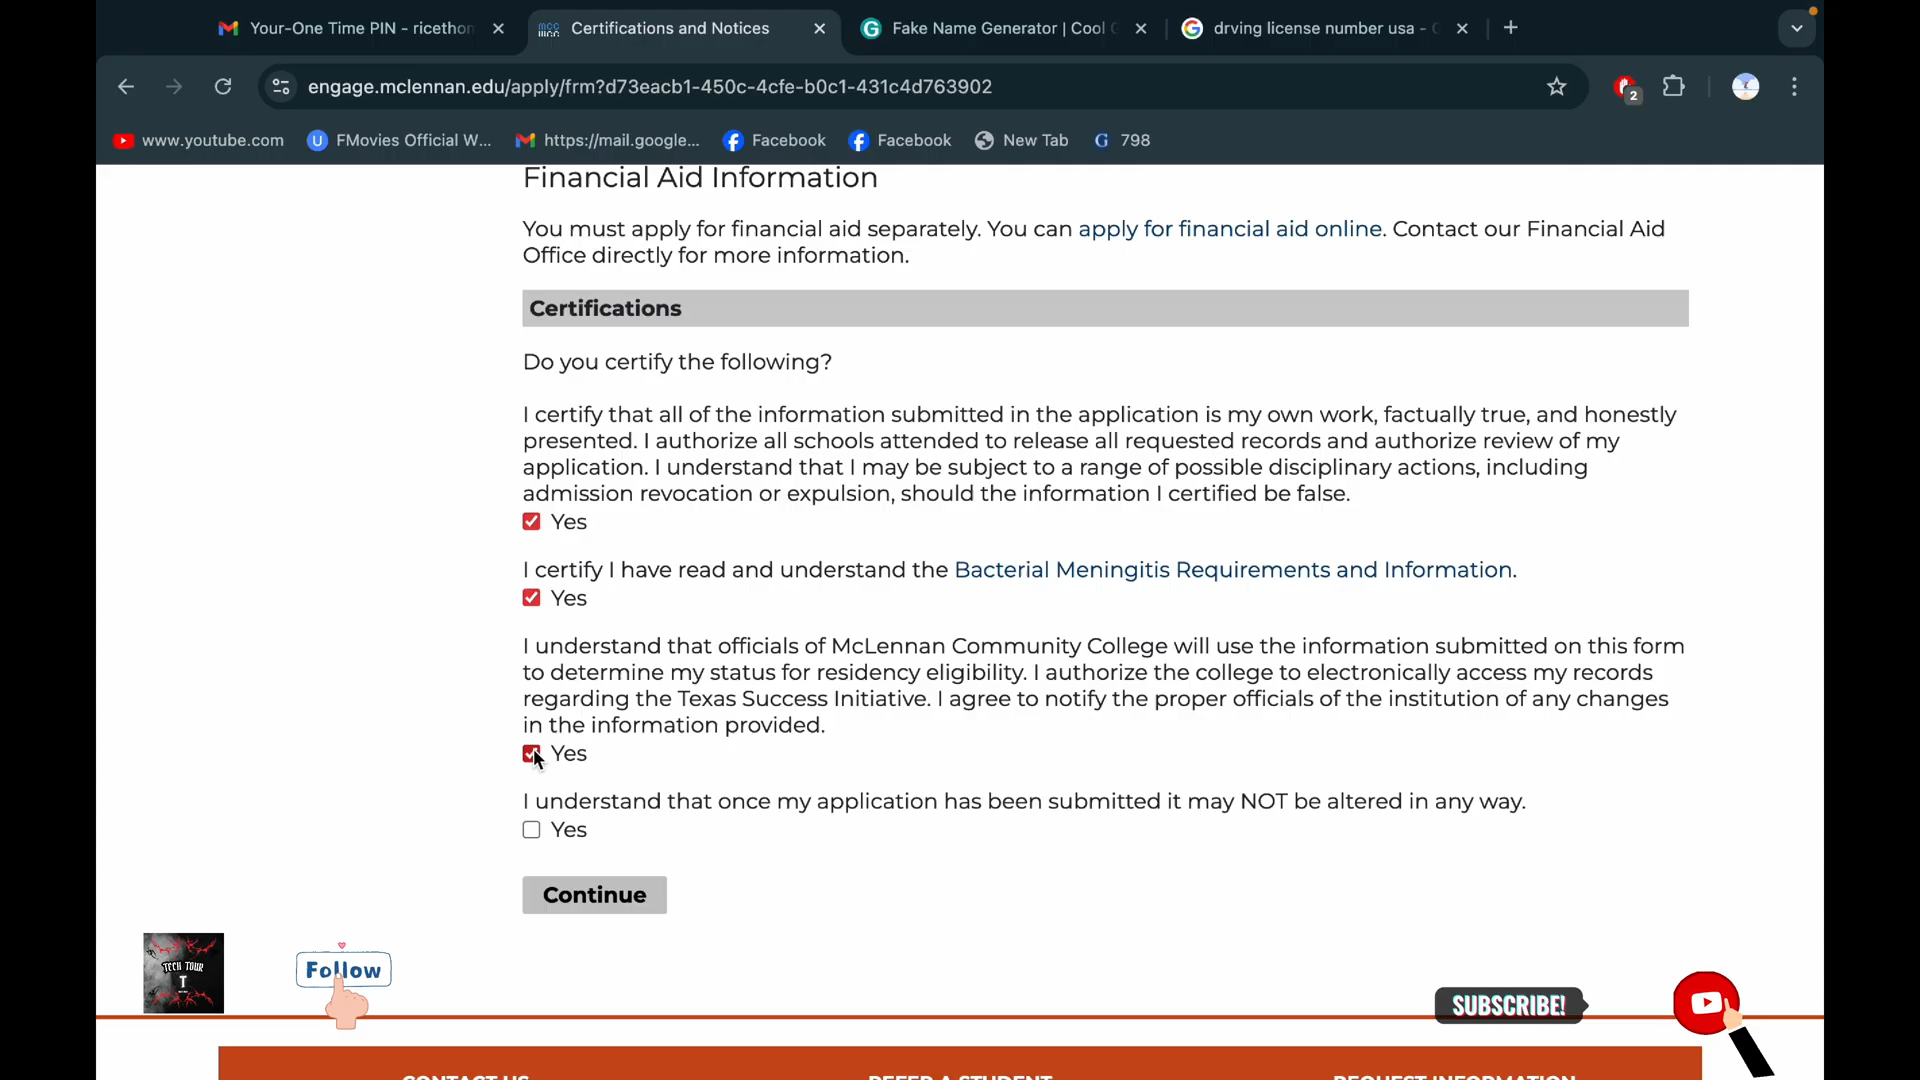 Your-One Time PIN - ricethon
Certifications and Notices
Fake Name Generator | Cool
drving license number usa -
engage.mclennan.edu/apply/frm?d73eacb1-450c-4cfe-b0c1-431c4d763902
2
www.youtube.com
FMovies Official W...
https://mail.google...
Facebook
Facebook
New Tab
798
Financial Aid Information
You must apply for financial aid separately. You can apply for financial aid online. Contact our Financial Aid
Office directly for more information.
Certifications
Do you certify the following?
I certify that all of the information submitted in the application is my own work, factually true, and honestly
presented. I authorize all schools attended to release all requested records and authorize review of my
application. I understand that I may be subject to a range of possible disciplinary actions, including
admission revocation or expulsion, should the information I certified be false.
Yes
I certify I have read and understand the Bacterial Meningitis Requirements and Information.
Yes
I understand that officials of McLennan Community College will use the information submitted on this form
to determine my status for residency eligibility. I authorize the college to electronically access my records
regarding the Texas Success Initiative. I agree to notify the proper officials of the institution of any changes
in the information provided.
Yes
I understand that once my application has been submitted it may NOT be altered in any way.
Yes
Continue
TECH TOUR
T
Follow
SUBSCRIBE!
CONTACT US
REFER A STUDENT
REQUEST INFORMATION